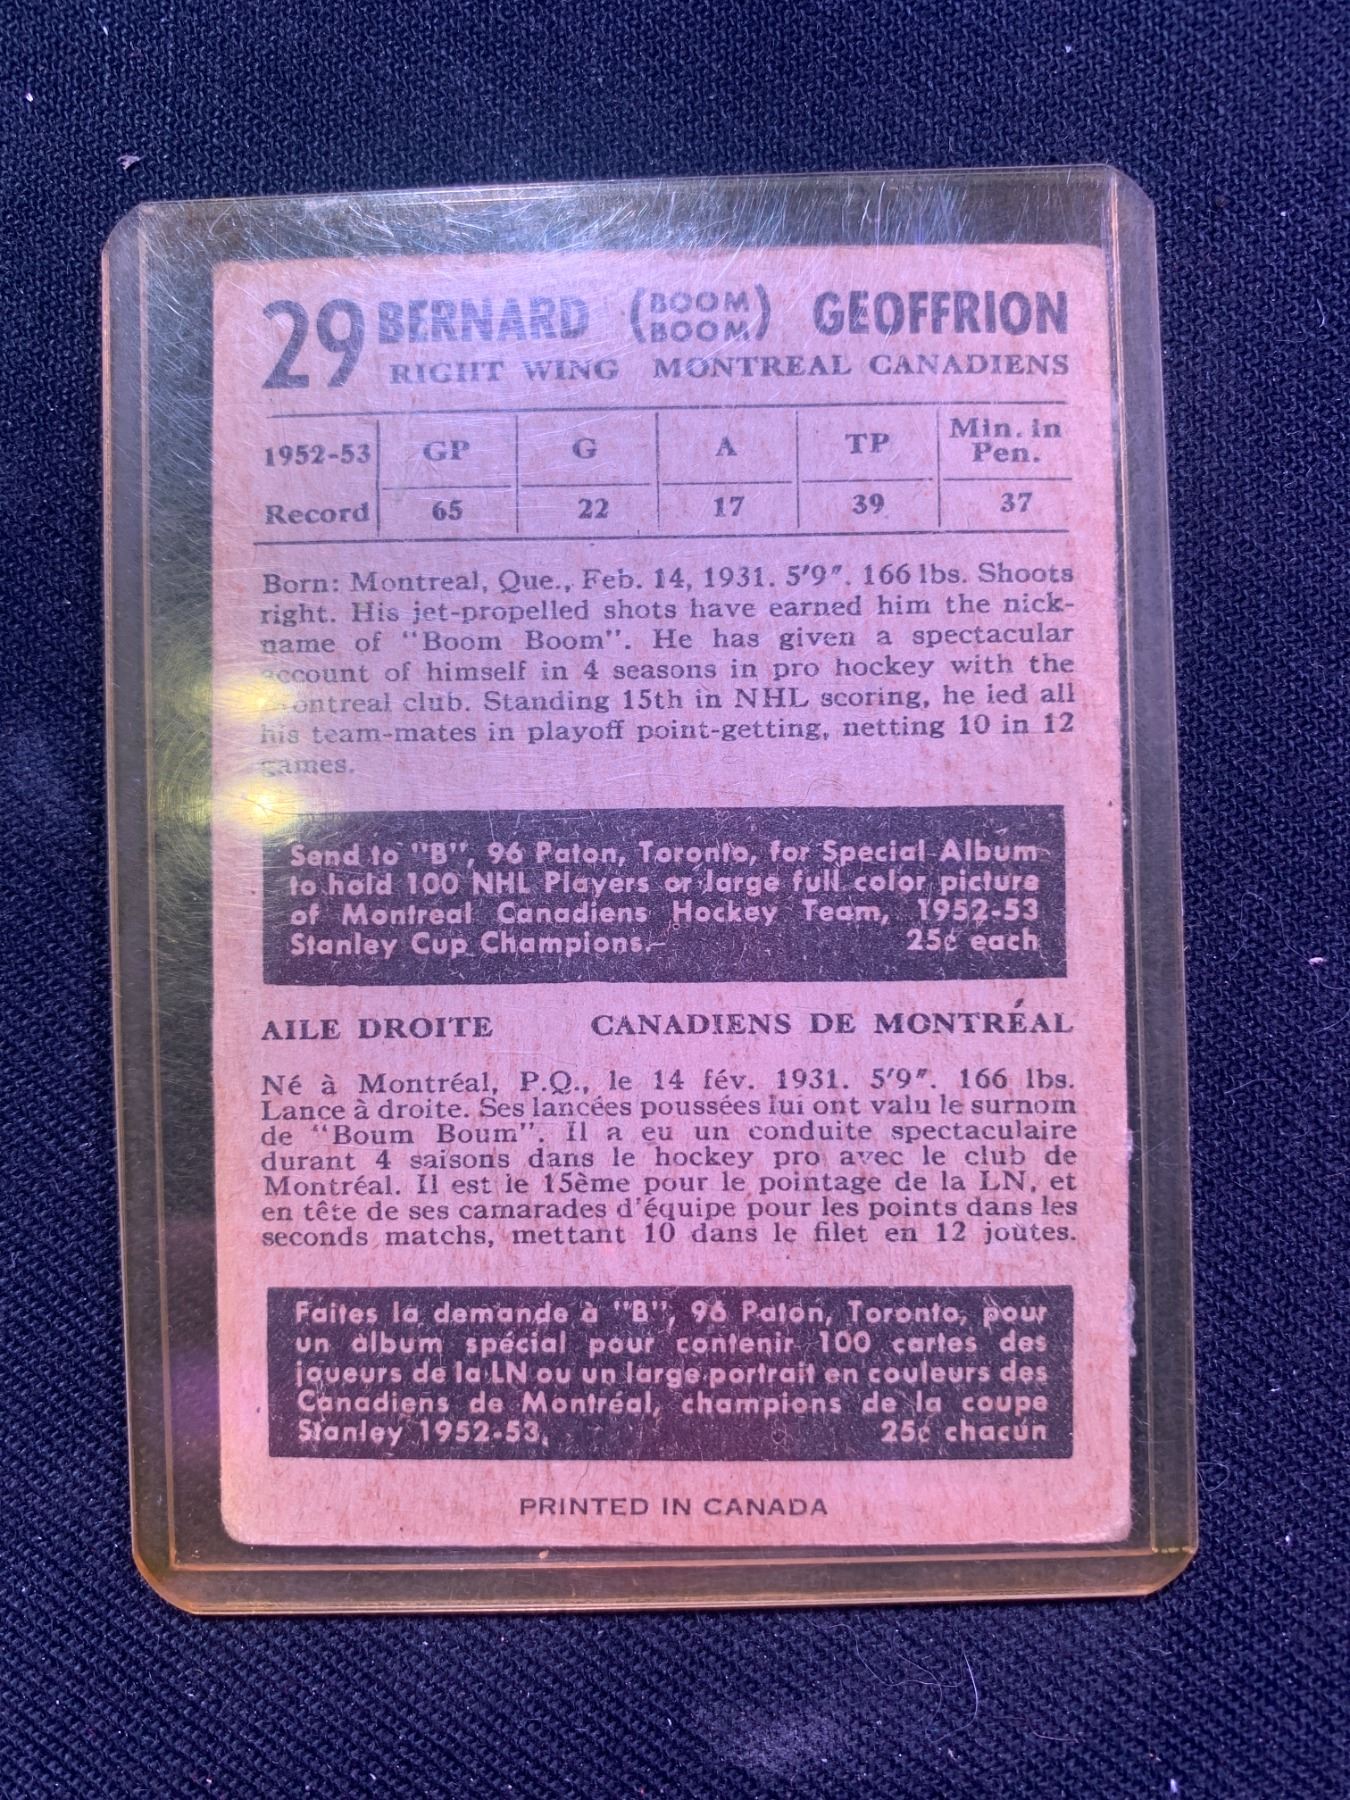 29 BERNARD (BOOM BOOM) GEOFFRION
RIGHT WING MONTREAL CANADIENS
1952-53 GP G A TP Min. in Pen.
Record 65 22 17 39 37
Born: Montreal, Que., Feb. 14, 1931. 5'9". 166 lbs. Shoots
right. His jet-propelled shots have earned him the nick-
name of "Boom Boom". He has given a spectacular
account of himself in 4 seasons in pro hockey with the
Montreal club. Standing 15th in NHL scoring, he led all
his team-mates in playoff point-getting, netting 10 in 12
games.
Send to "B", 96 Paton, Toronto, for Special Album
to hold 100 NHL Players or large full color picture
of Montreal Canadiens Hockey Team, 1952-53
Stanley Cup Champions. 25¢ each
AILE DROITE CANADIENS DE MONTRÉAL
Né à Montréal, P.Q., le 14 fév. 1931. 5'9". 166 lbs.
Lance à droite. Ses lancées poussées lui ont valu le surnom
de "Boum Boum". Il a eu un conduite spectaculaire
durant 4 saisons dans le hockey pro avec le club de
Montréal. Il est le 15ème pour le pointage de la LN, et
en tête de ses camarades d'équipe pour les points dans les
seconds matchs, mettant 10 dans le filet en 12 joutes.
Faites la demande à "B", 96 Paton, Toronto, pour
un album spécial pour contenir 100 cartes des
joueurs de la LN ou un large portrait en couleurs des
Canadiens de Montréal, champions de la coupe
Stanley 1952-53. 25¢ chacun
PRINTED IN CANADA